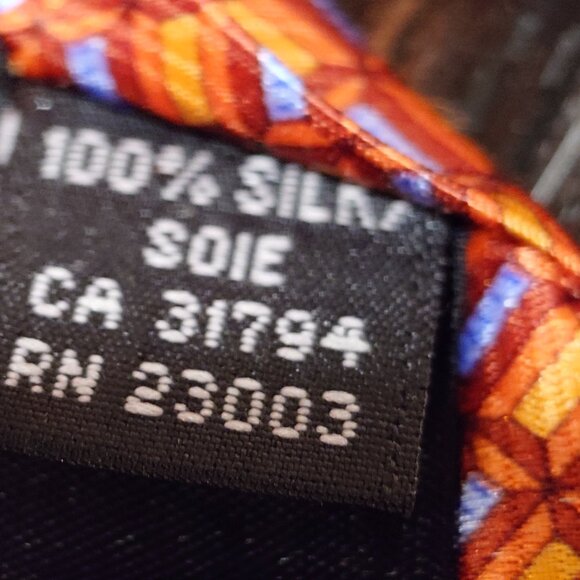 100% SILK/
SOIE
CA 31794
RN 23003